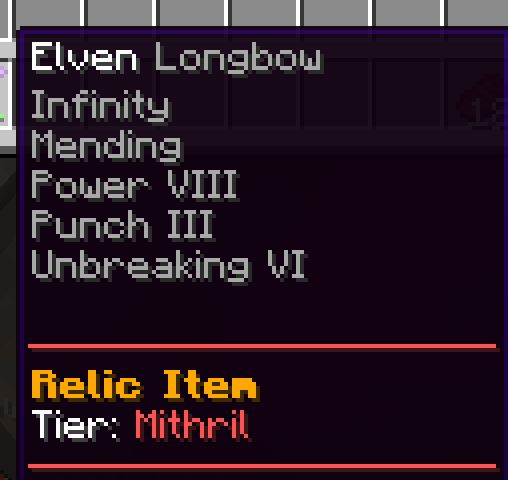 Elven Longbow
Infinity
Mending
Power VIII
Punch III
Unbreaking VI
Relic Item
Tier: Mithril